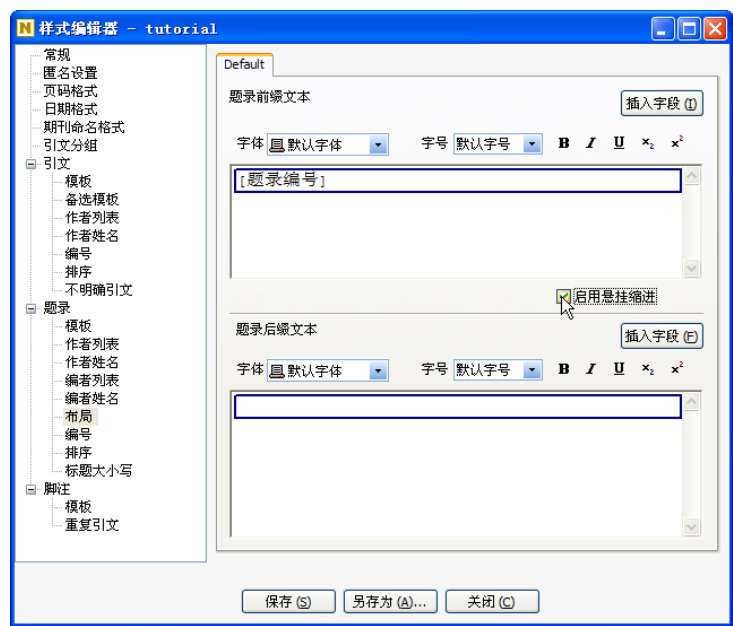 样式编辑器 - tutorial
常规
匿名设置
页码格式
日期格式
期刊命名格式
引文分组
引文
模板
备选模板
作者列表
作者姓名
编号
排序
不明确引文
题录
模板
作者列表
作者姓名
编者列表
编者姓名
布局
编号
排序
标题大小写
脚注
模板
重复引文
Default
题录前缀文本
插入字段 (I)
字体 默认字体 字号 默认字号 B I U ×₂ ×²
[题录编号]
启用悬挂缩进
题录后缀文本
插入字段 (F)
字体 默认字体 字号 默认字号 B I U ×₂ ×²
保存 (S) 另存为 (A)... 关闭 (C)